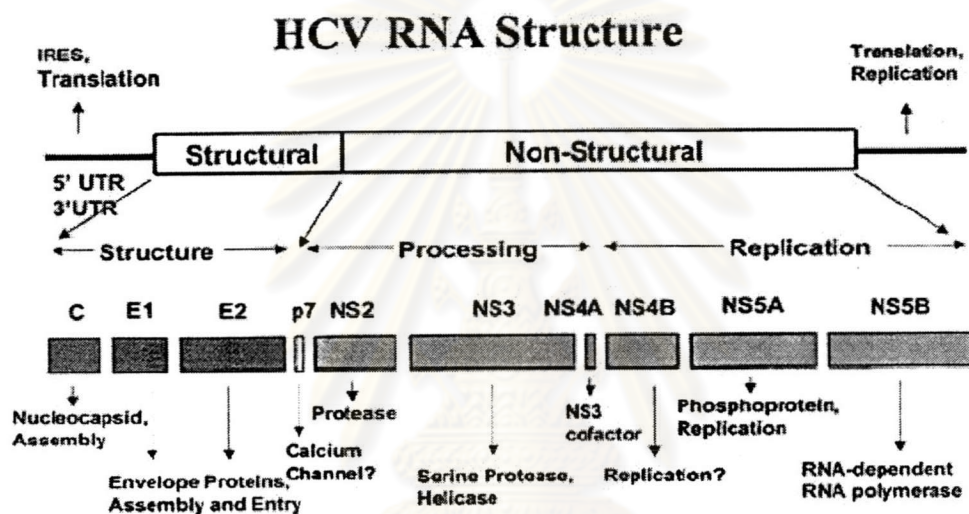 HCV RNA Structure
IRES,
Translation
Translation,
Replication
Structural
Non-Structural
5' UTR
3'UTR
Structure
Processing
Replication
C
E1
E2
p7
NS2
NS3
NS4A
NS4B
NS5A
NS5B
Nucleocapsid,
Assembly
Envelope Proteins,
Assembly and Entry
Calcium
Channel?
Protease
Serine Protease,
Helicase
NS3
cofactor
Replication?
Phosphoprotein,
Replication
RNA-dependent
RNA polymerase